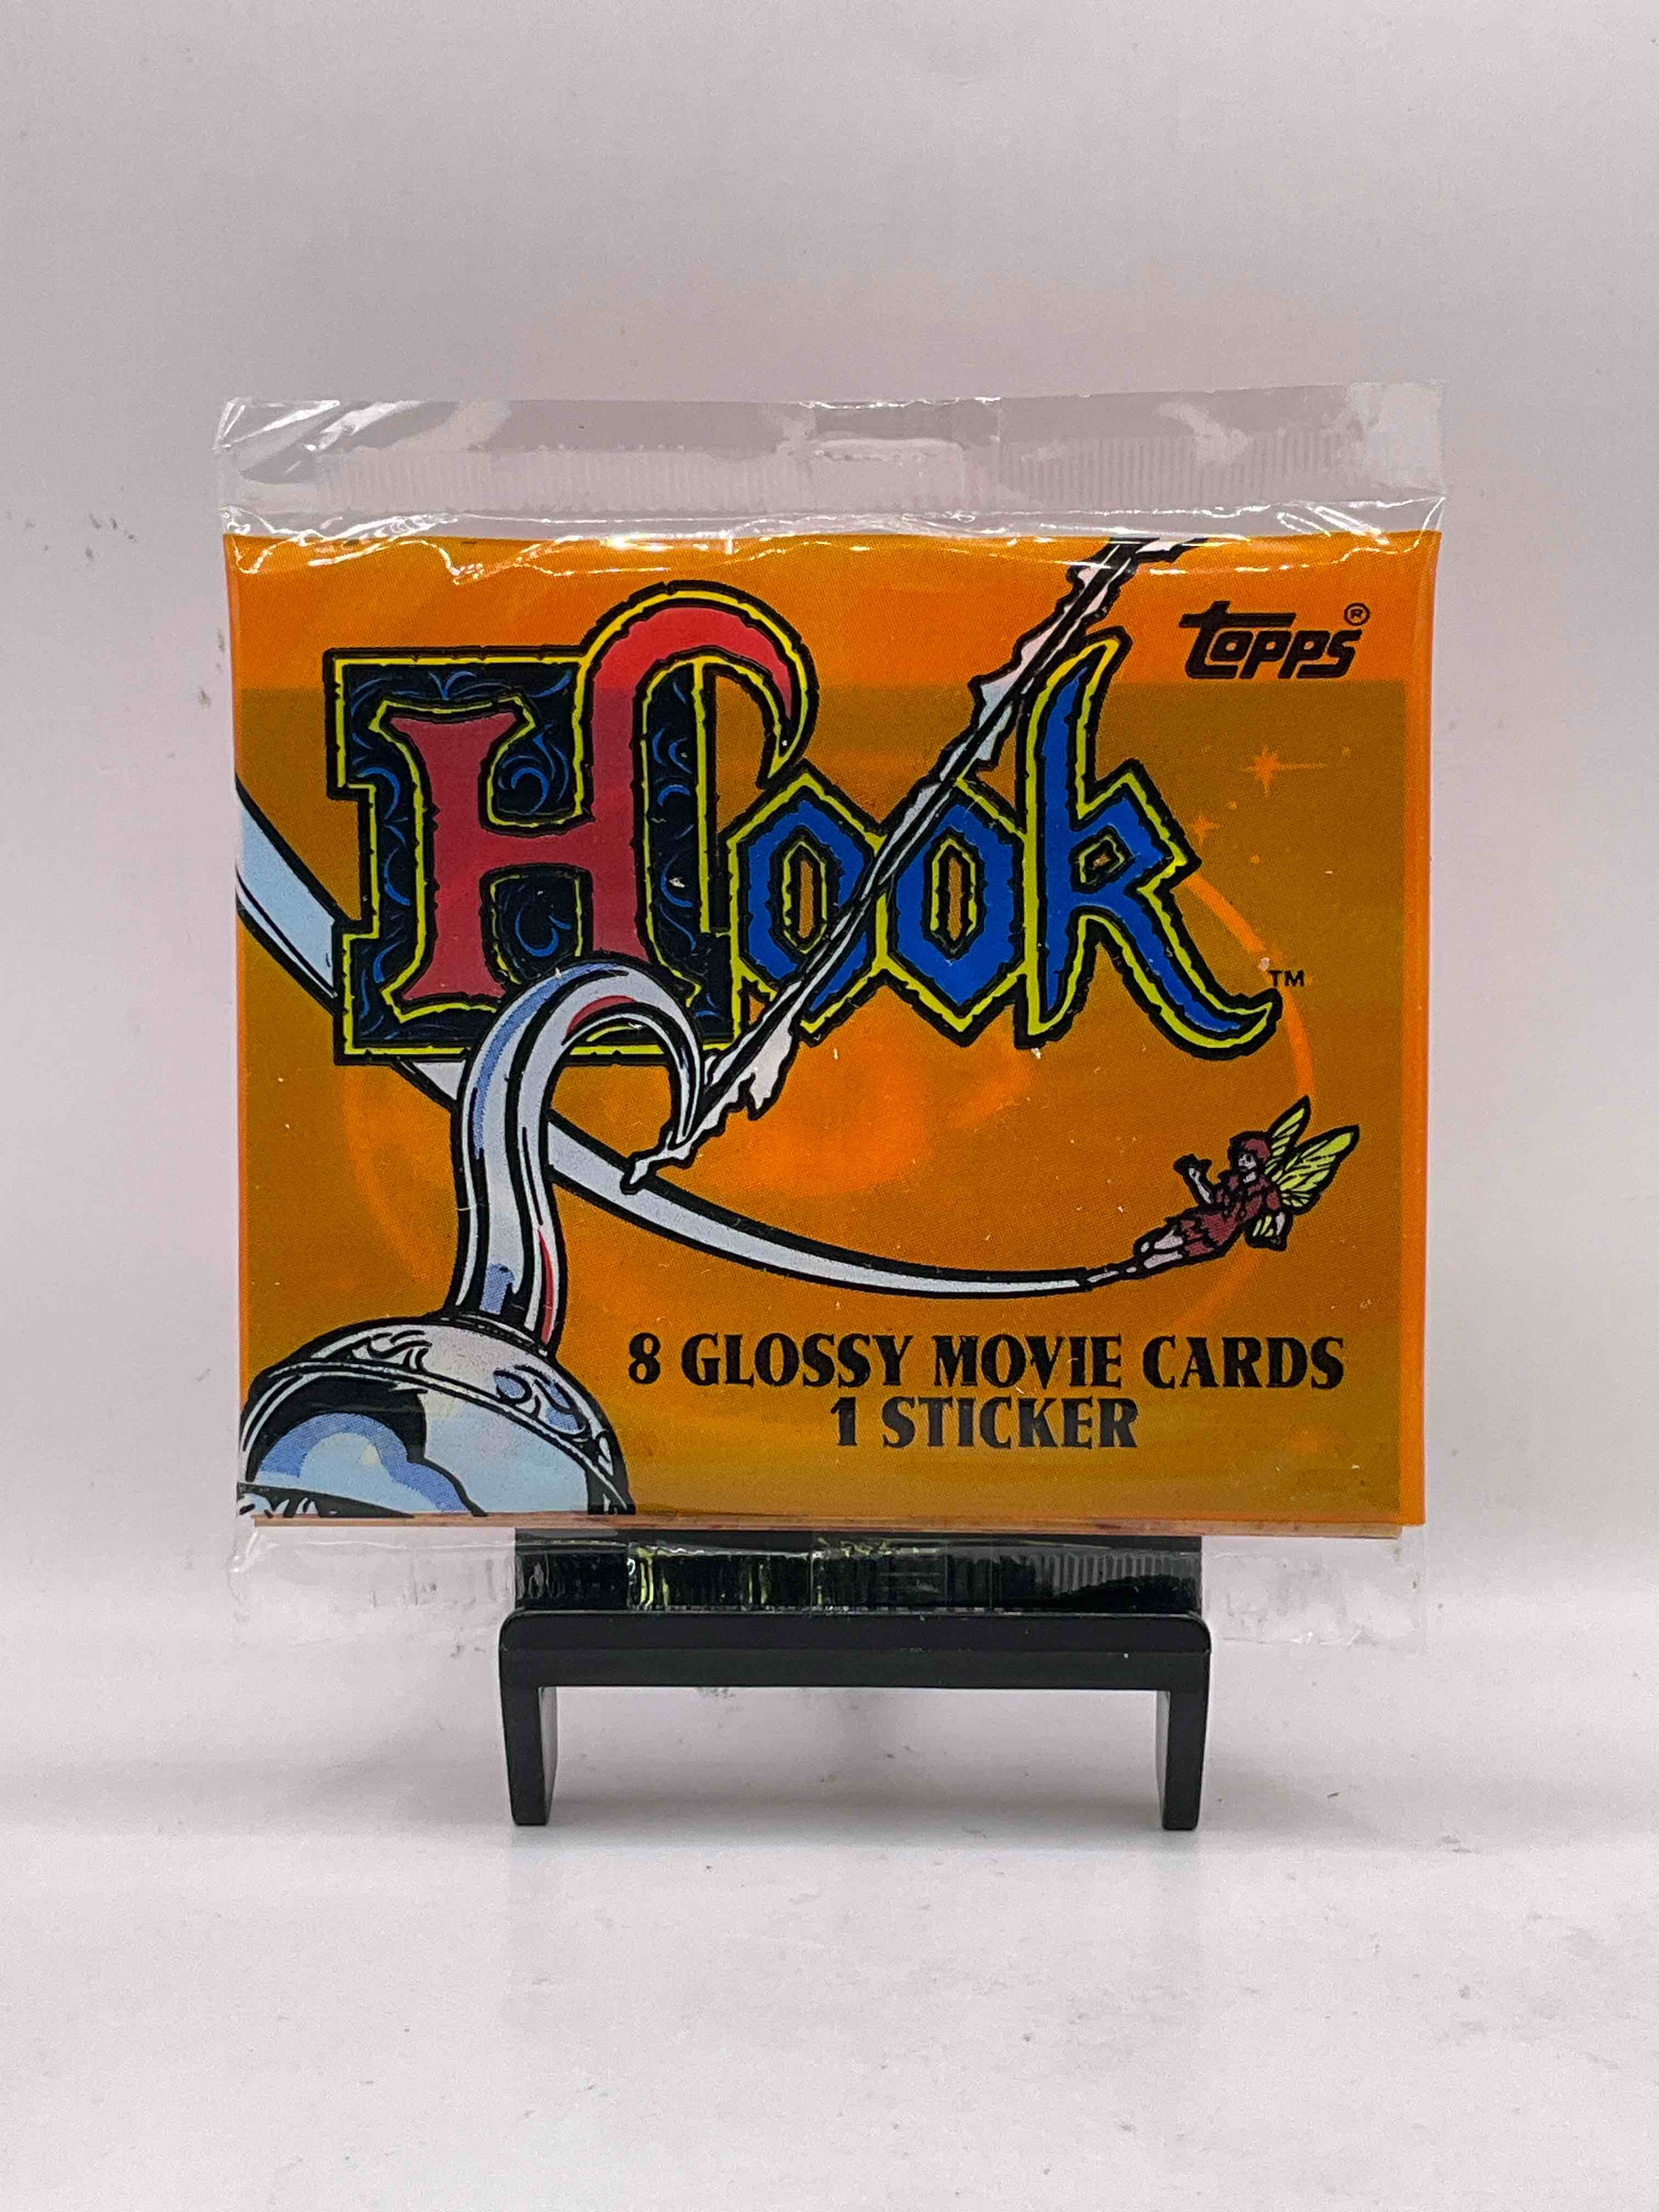 topps®
Hook™
8 GLOSSY MOVIE CARDS
1 STICKER